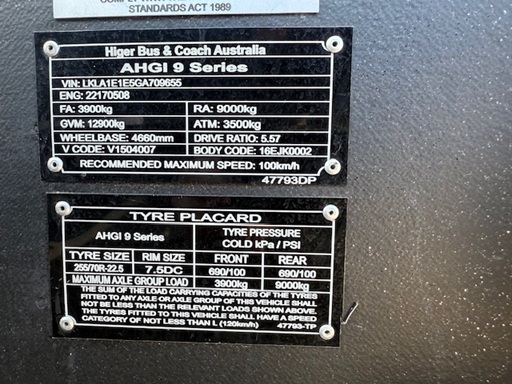 STANDARDS ACT 1989
Higer Bus & Coach Australia
AHGI 9 Series
VIN: LKLA1E1E5GA709655
ENG: 22170508
FA: 3900kg RA: 9000kg
GVM: 12900kg ATM: 3500kg
WHEELBASE: 4660mm DRIVE RATIO: 5.57
V CODE: V1504007 BODY CODE: 16EJK0002
RECOMMENDED MAXIMUM SPEED: 100km/h
47793DP
TYRE PLACARD
AHGI 9 Series TYRE PRESSURE
COLD kPa / PSI
TYRE SIZE RIM SIZE FRONT REAR
255/70R-22.5 7.5DC 690/100 690/100
MAXIMUM AXLE GROUP LOAD 3900kg 9000kg
THE SUM OF THE LOAD CARRYING CAPACITIES OF THE TYRES
FITTED TO ANY AXLE OR AXLE GROUP OF THIS VEHICLE SHALL
NOT BE LESS THAN THE RELEVANT LOADS SHOWN ABOVE.
THE TYRES FITTED TO THIS VEHICLE SHALL HAVE A SPEED
CATEGORY OF NOT LESS THAN L (120km/h) 47793-TP